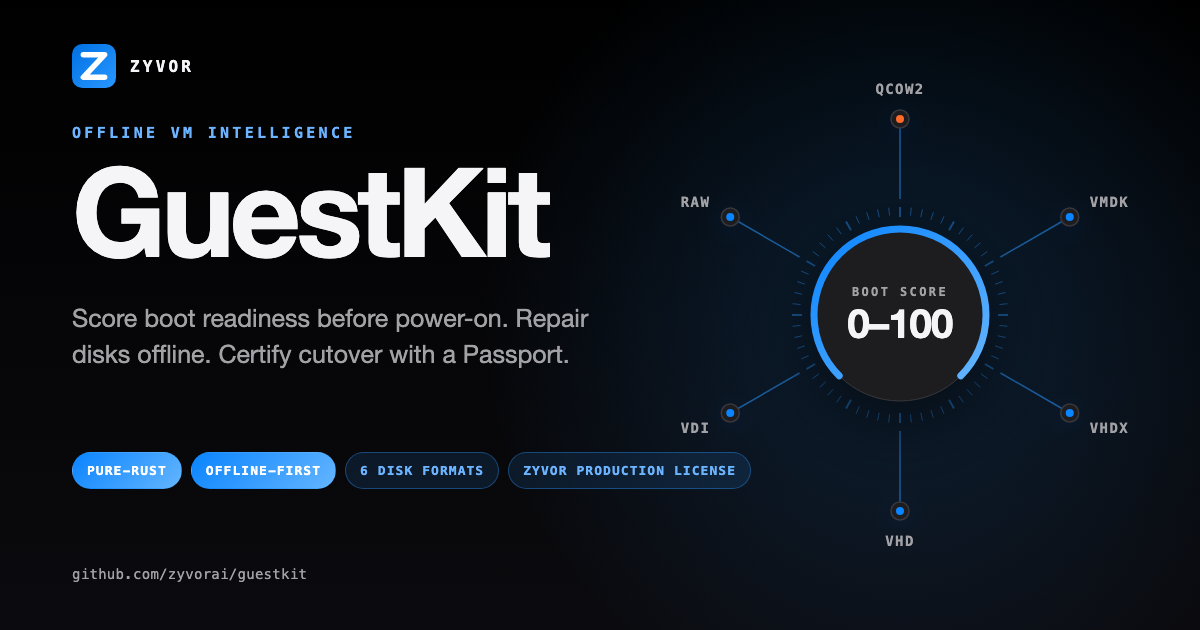 Z
ZYVOR
OFFLINE VM INTELLIGENCE
GuestKit
Score boot readiness before power-on. Repair
disks offline. Certify cutover with a Passport.
PURE-RUST
OFFLINE-FIRST
6 DISK FORMATS
ZYVOR PRODUCTION LICENSE
github.com/zyvorai/guestkit
QCOW2
RAW
VMDK
BOOT SCORE
0–100
VDI
VHDX
VHD